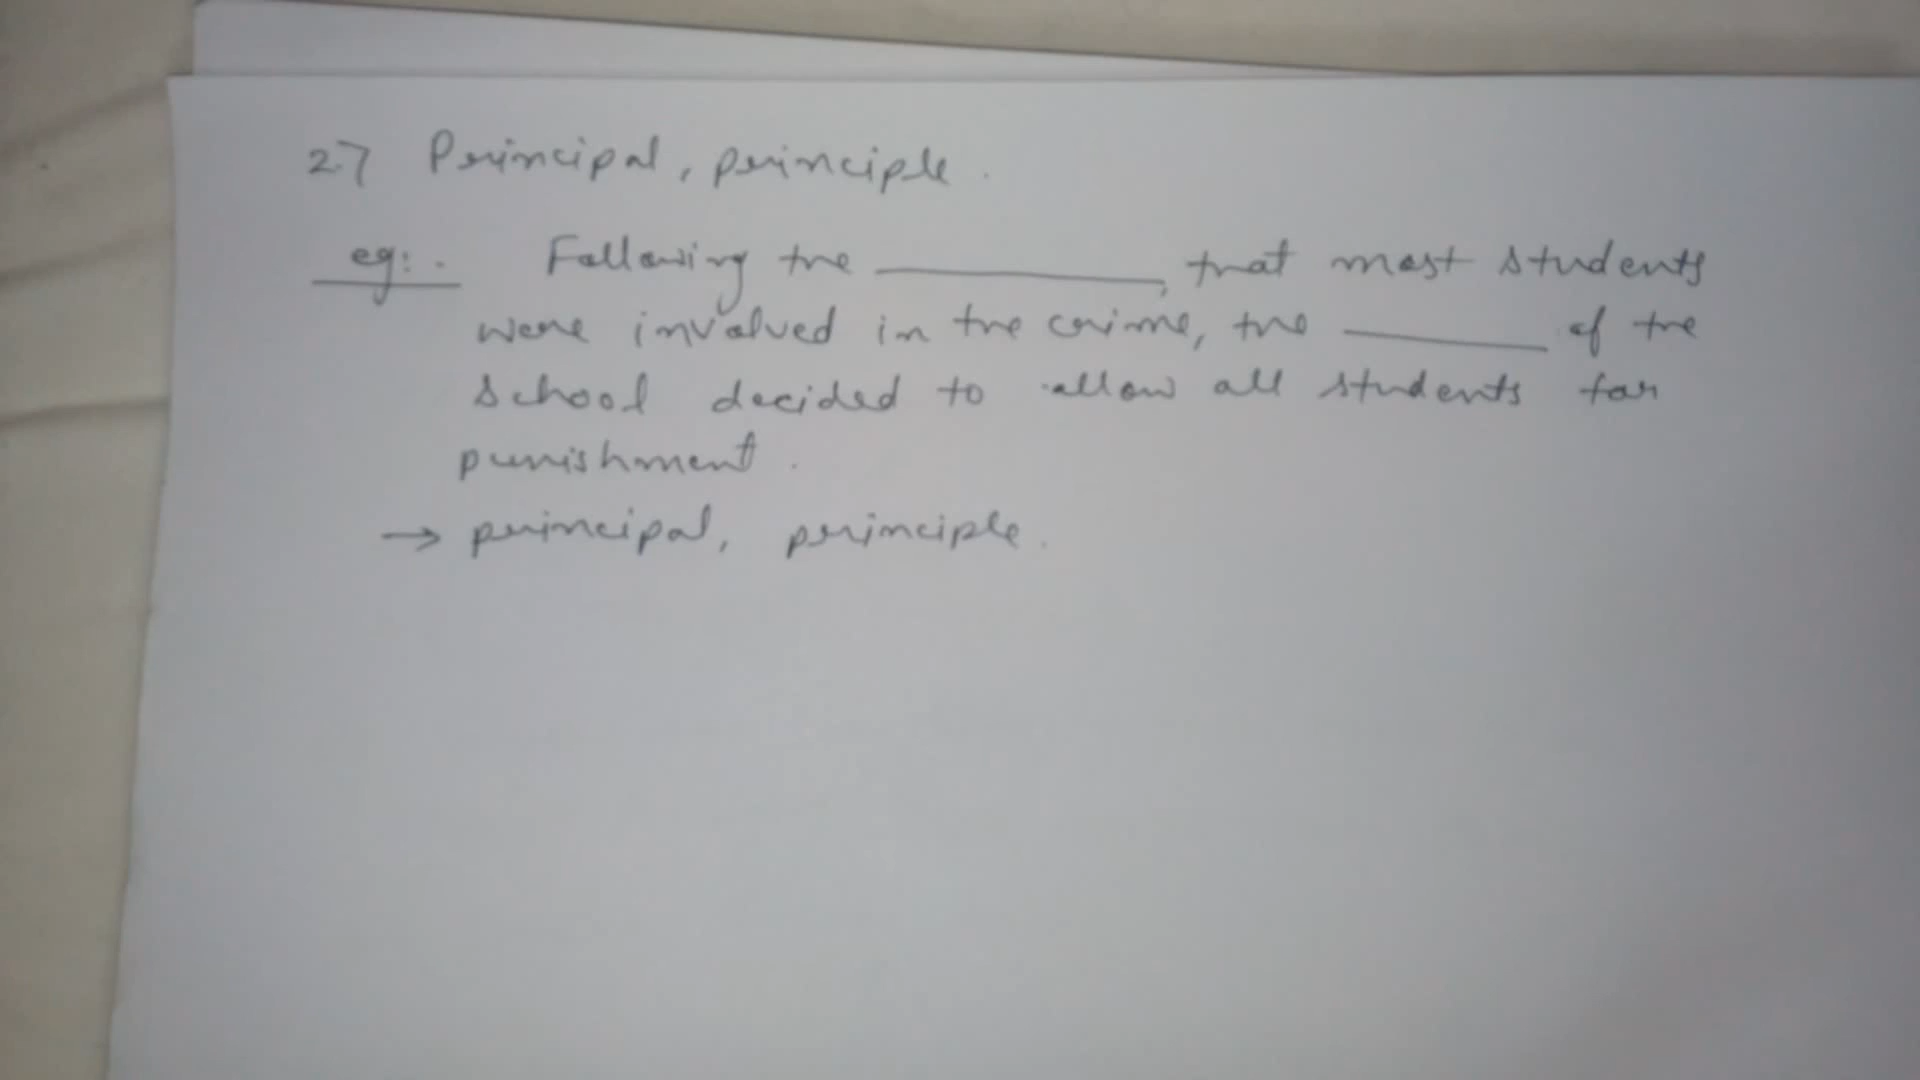 27 Principal, principle.
eg:- Following the ________, that most students
were involved in the crime, the ________ of the
school decided to allow all students for
punishment.
→ principal, principle.